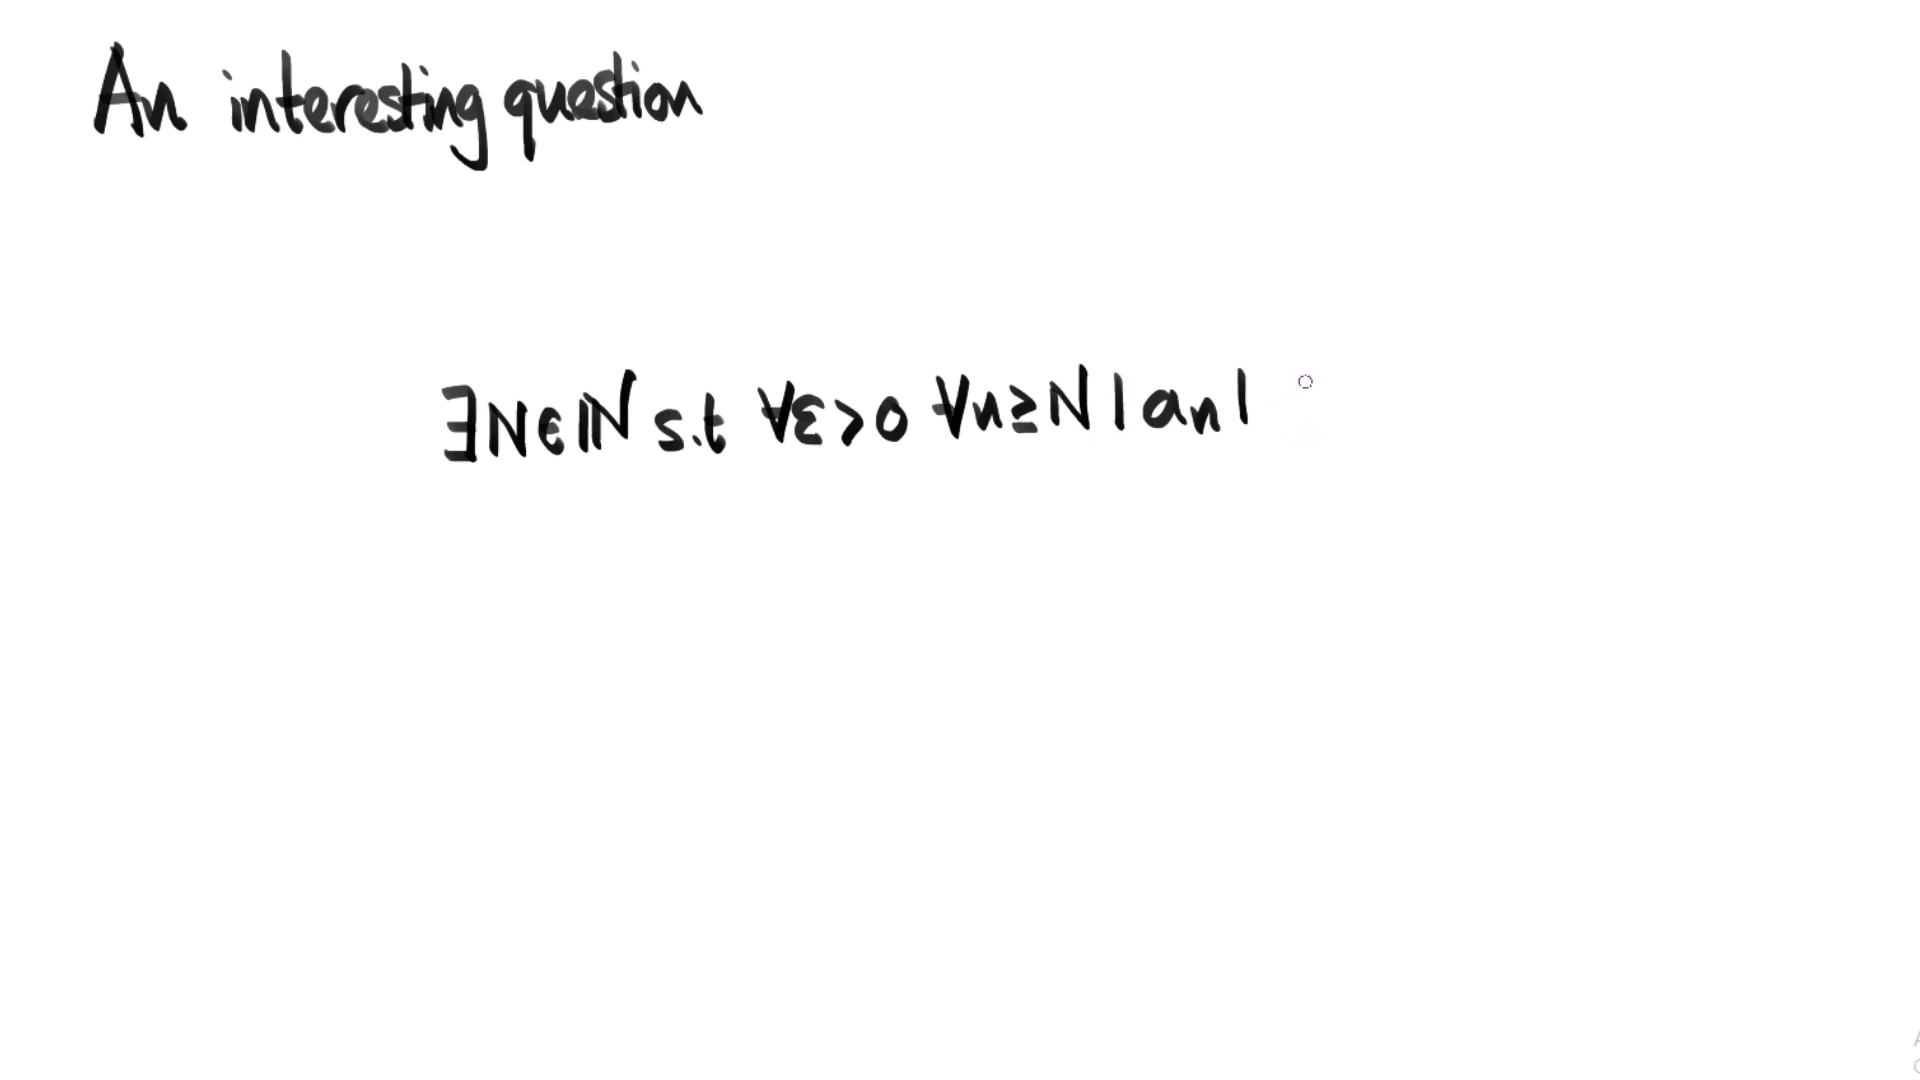 An interesting question
∃N∈ℕ s.t ∀ε>0 ∀n≥N |an|